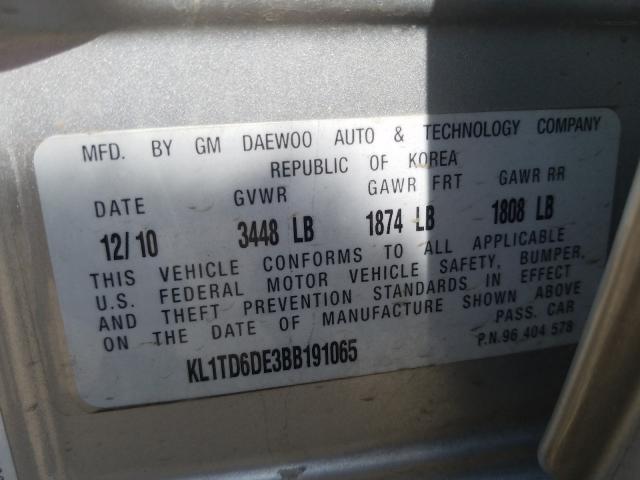 MFD. BY GM DAEWOO AUTO & TECHNOLOGY COMPANY
REPUBLIC OF KOREA
DATE GVWR GAWR FRT GAWR RR
12/10 3448 LB 1874 LB 1808 LB
THIS VEHICLE CONFORMS TO ALL APPLICABLE
U.S. FEDERAL MOTOR VEHICLE SAFETY, BUMPER,
AND THEFT PREVENTION STANDARDS IN EFFECT
ON THE DATE OF MANUFACTURE SHOWN ABOVE
PASS. CAR
KL1TD6DE3BB191065
P.N.96 404 578